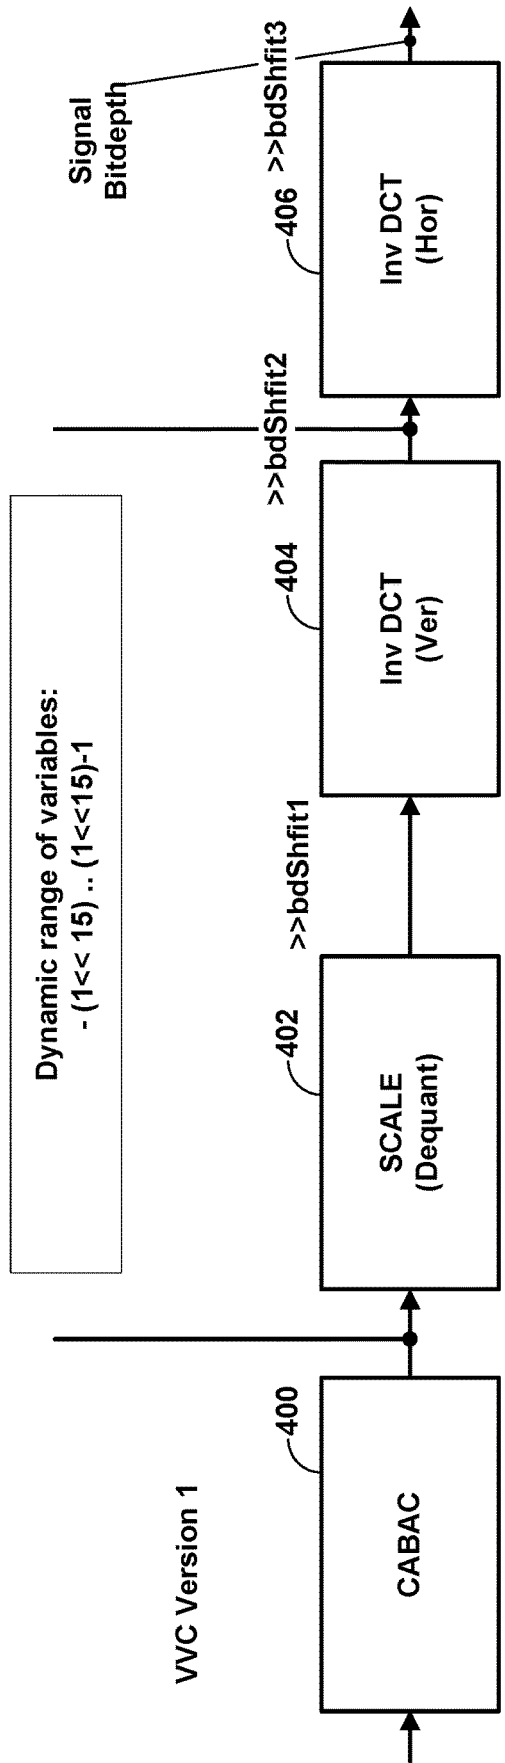 VVC Version 1
Dynamic range of variables:
- (1<< 15) .. (1<<15)-1
Signal
Bitdepth
400
CABAC
402
SCALE
(Dequant)
>>bdShfit1
404
Inv DCT
(Ver)
>>bdShfit2
406
Inv DCT
(Hor)
>>bdShfit3